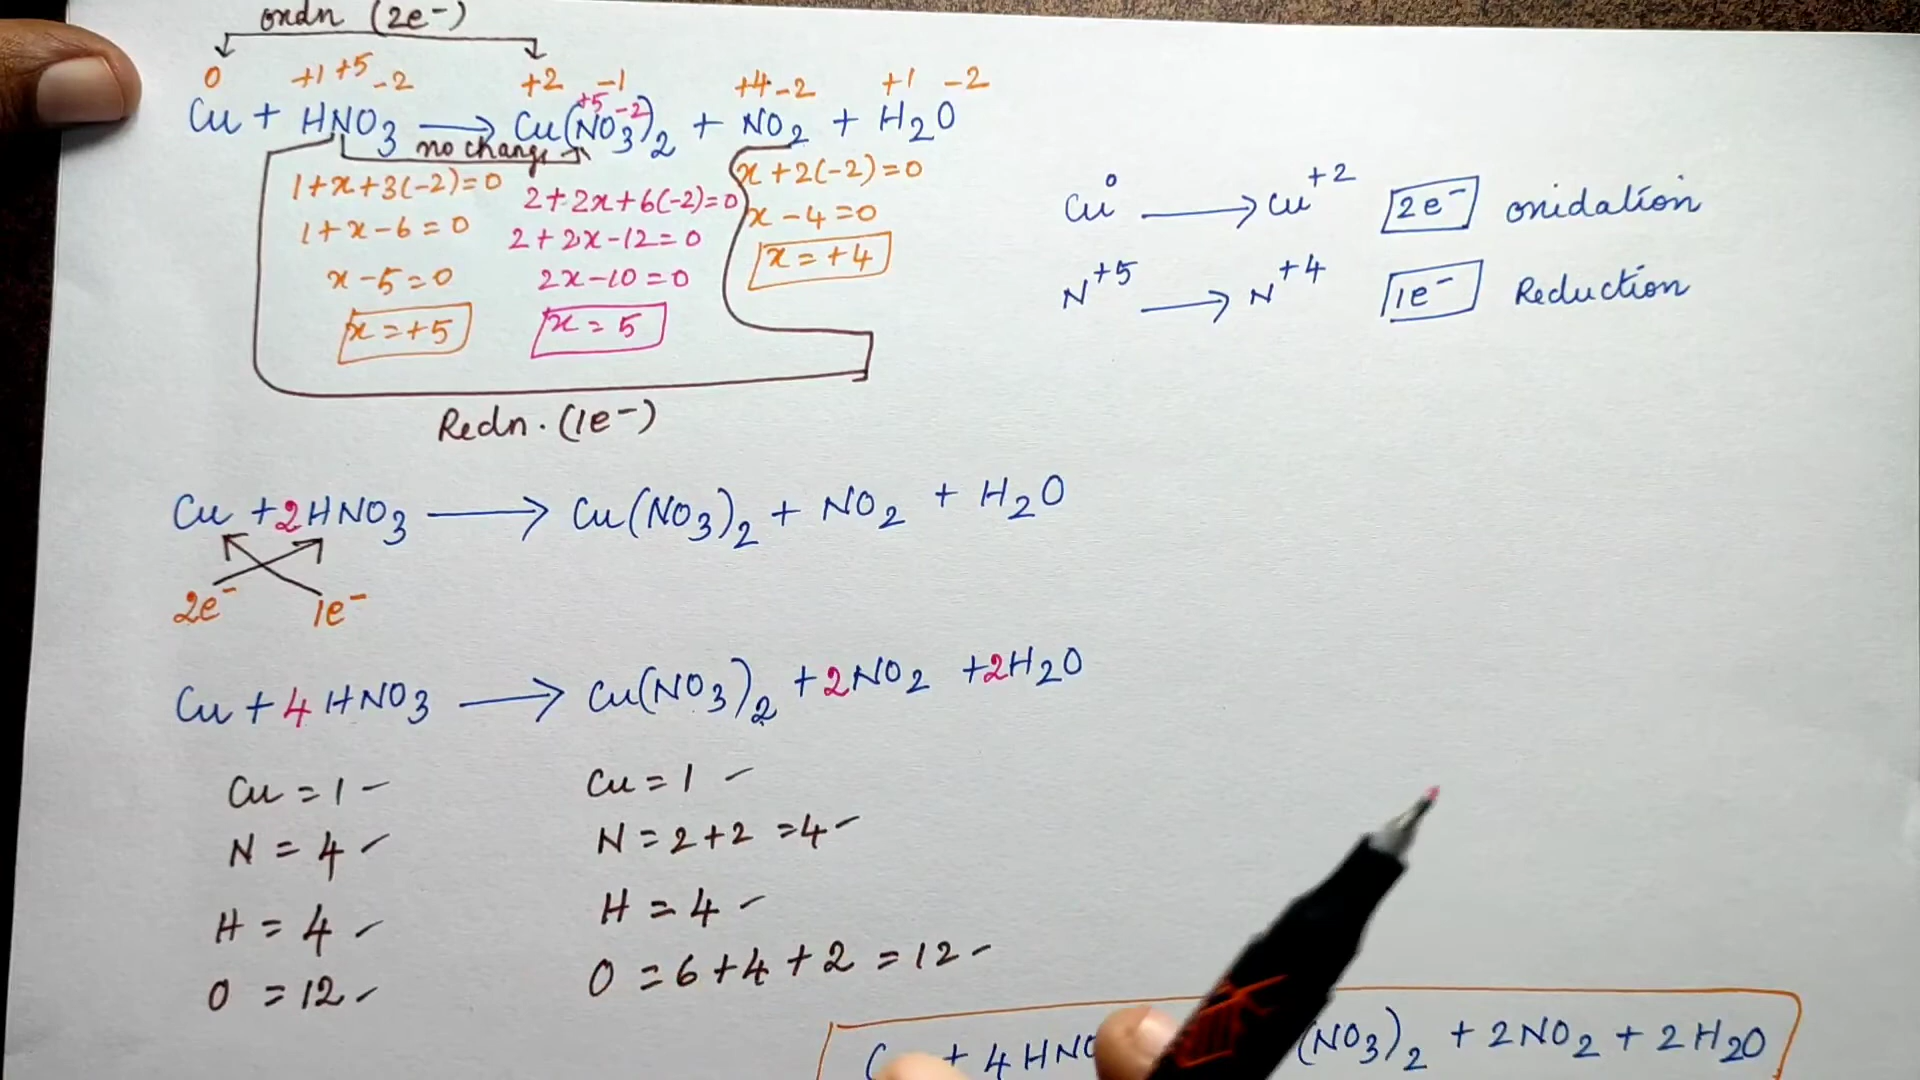 oxdn (2e-)
0 +1 +5 -2 +2 -1 +4 -2 +1 -2
+5 -2
Cu + HNO3 → Cu(NO3)2 + NO2 + H2O
no change
1+x+3(-2)=0
1+x-6=0
x-5=0
x=+5
2+2x+6(-2)=0
2+2x-12=0
2x-10=0
x=5
x+2(-2)=0
x-4=0
x=+4
Redn. (1e-)
Cu0 → Cu+2 2e- oxidation
N+5 → N+4 1e- Reduction
Cu + 2HNO3 → Cu(NO3)2 + NO2 + H2O
2e- 1e-
Cu + 4HNO3 → Cu(NO3)2 + 2NO2 + 2H2O
Cu = 1 - Cu = 1 -
N = 4 - N = 2+2 = 4 -
H = 4 - H = 4 -
O = 12 - O = 6+4+2 = 12 -
+ 4HNO (NO3)2 + 2NO2 + 2H2O